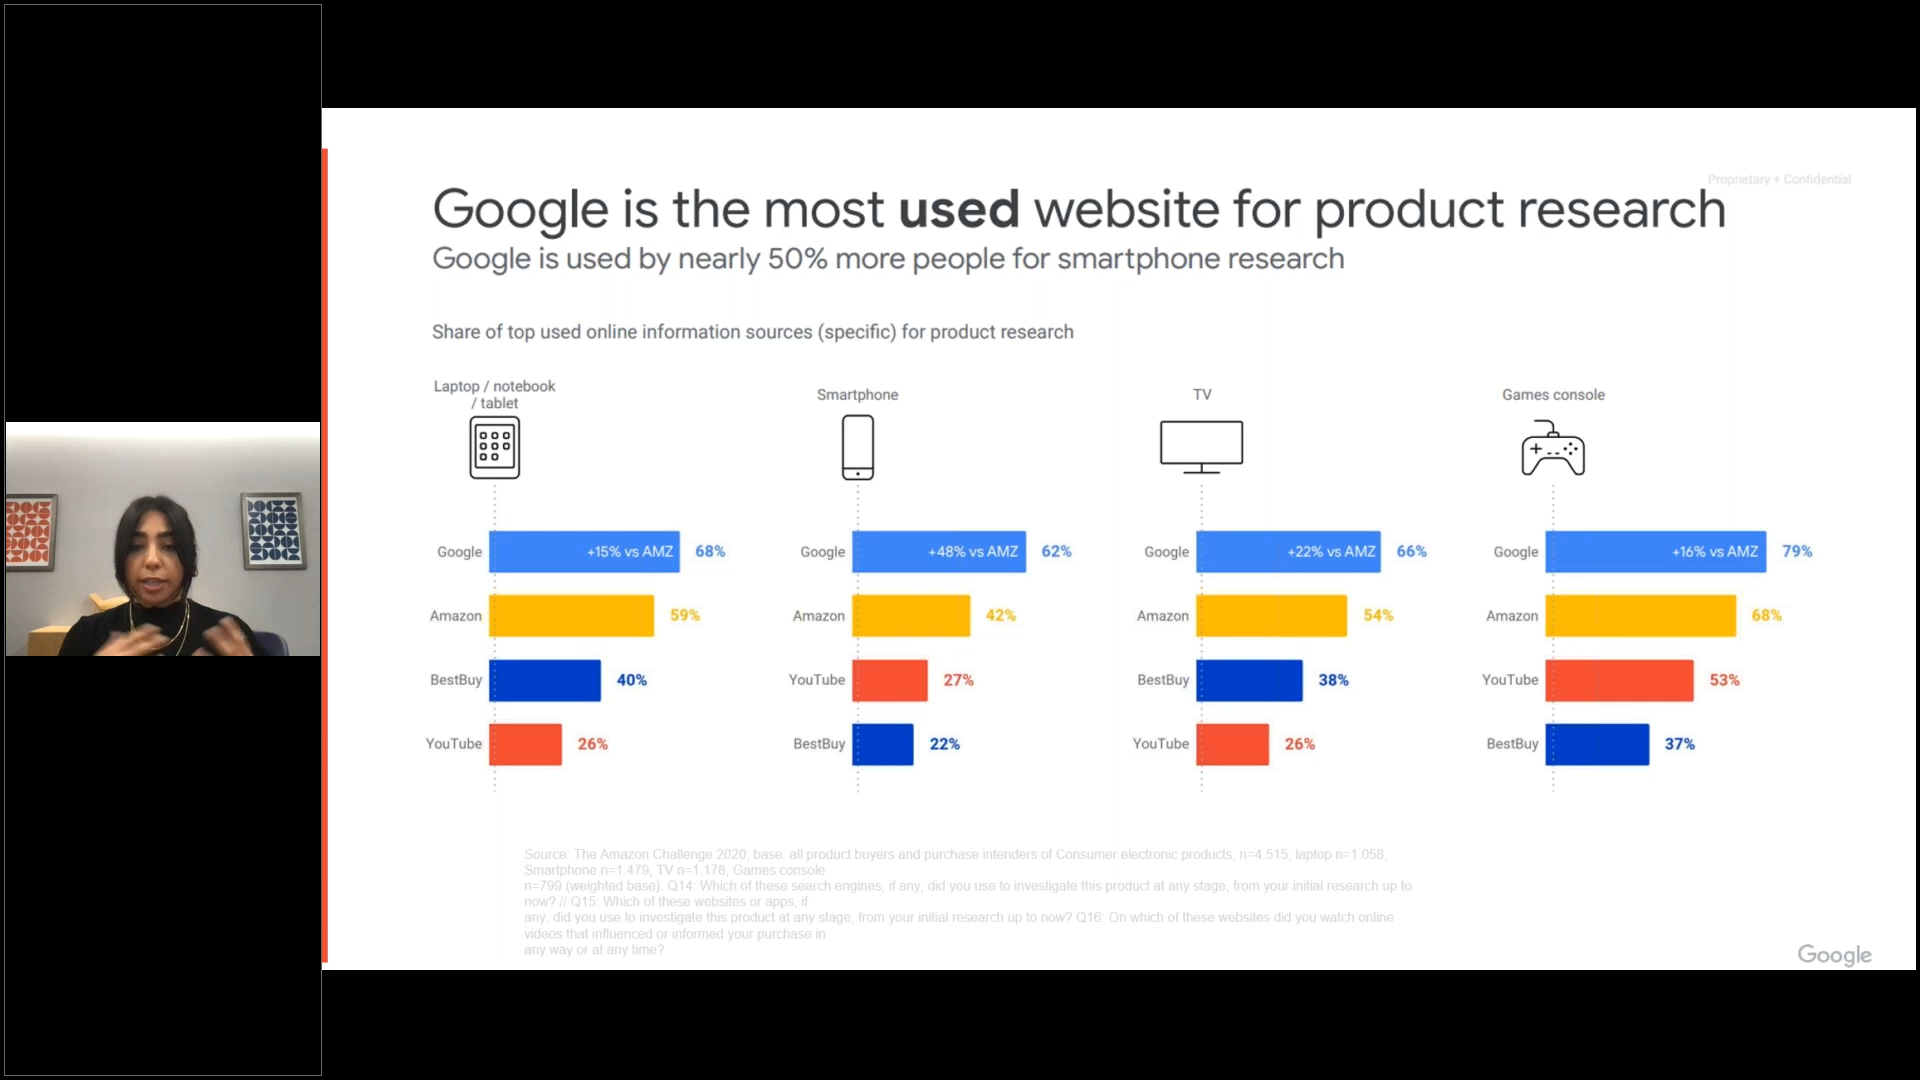 Proprietary + Confidential
Google is the most used website for product research
Google is used by nearly 50% more people for smartphone research
Share of top used online information sources (specific) for product research
Laptop / notebook
/ tablet
Google +15% vs AMZ 68%
Amazon 59%
BestBuy 40%
YouTube 26%
Smartphone
Google +48% vs AMZ 62%
Amazon 42%
YouTube 27%
BestBuy 22%
TV
Google +22% vs AMZ 66%
Amazon 54%
BestBuy 38%
YouTube 26%
Games console
Google +16% vs AMZ 79%
Amazon 68%
YouTube 53%
BestBuy 37%
Source: The Amazon Challenge 2020, base: all product buyers and purchase intenders of Consumer electronic products, n=4.515, laptop n=1.058,
Smartphone n=1.479, TV n=1.178, Games console
n=799 (weighted base). Q14: Which of these search engines, if any, did you use to investigate this product at any stage, from your initial research up to
now? // Q15: Which of these websites or apps, if
any, did you use to investigate this product at any stage, from your initial research up to now? Q16: On which of these websites did you watch online
videos that influenced or informed your purchase in
any way or at any time?
Google